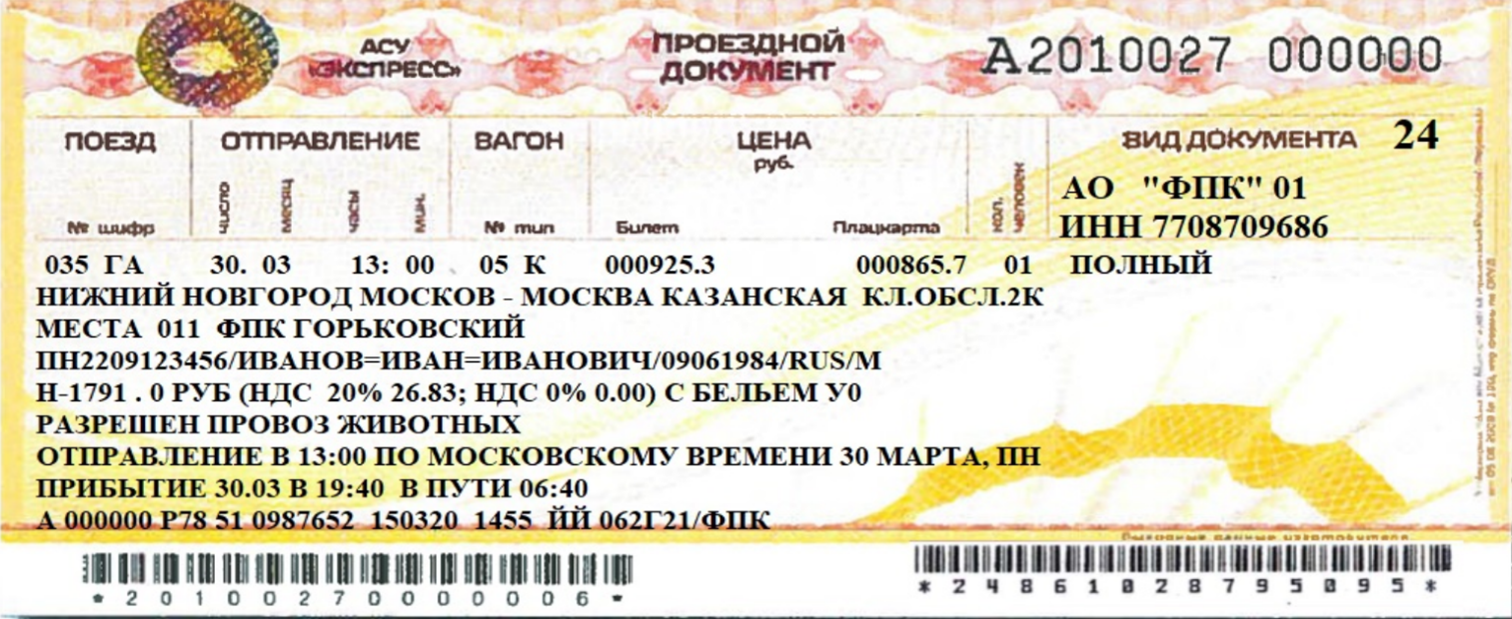 АСУ «ЭКСПРЕСС»
ПРОЕЗДНОЙ ДОКУМЕНТ
А2010027 000000
ПОЕЗД ОТПРАВЛЕНИЕ ВАГОН ЦЕНА руб. ВИД ДОКУМЕНТА 24
№ шифр число месяц часы мин. № тип Билет Плацкарта кол. человек
АО "ФПК" 01
ИНН 7708709686
035 ГА 30. 03 13: 00 05 К 000925.3 000865.7 01 ПОЛНЫЙ
НИЖНИЙ НОВГОРОД МОСКОВ - МОСКВА КАЗАНСКАЯ КЛ.ОБСЛ.2К
МЕСТА 011 ФПК ГОРЬКОВСКИЙ
ПН2209123456/ИВАНОВ=ИВАН=ИВАНОВИЧ/09061984/RUS/М
Н-1791 . 0 РУБ (НДС 20% 26.83; НДС 0% 0.00) С БЕЛЬЕМ У0
РАЗРЕШЕН ПРОВОЗ ЖИВОТНЫХ
ОТПРАВЛЕНИЕ В 13:00 ПО МОСКОВСКОМУ ВРЕМЕНИ 30 МАРТА, ПН
ПРИБЫТИЕ 30.03 В 19:40 В ПУТИ 06:40
А 000000 Р78 51 0987652 150320 1455 ЙЙ 062Г21/ФПК
Выходные данные изготовителя
*20100270000006*
*24861028795095*